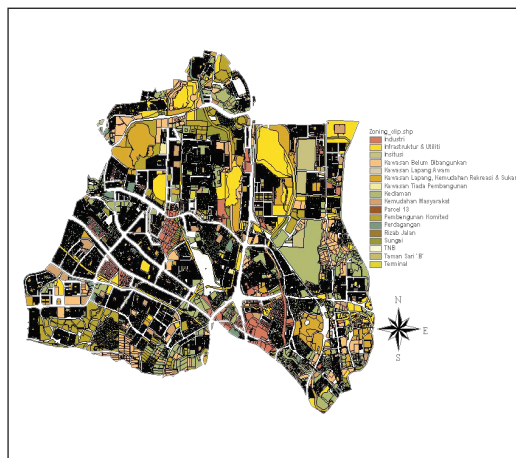 Zoning_clip.shp
Industri
Infrastruktur & Utiliti
Institusi
Kawasan Belum Dibangunkan
Kawasan Lapang Awam
Kawasan Lapang, Kemudahan Rekreasi & Sukan
Kawasan Tiada Pembangunan
Kediaman
Kemudahan Masyarakat
Parcel 13
Pembangunan Komited
Perdagangan
Rizab Jalan
Sungai
TNB
Taman Sari "B"
Terminal
N
E
S